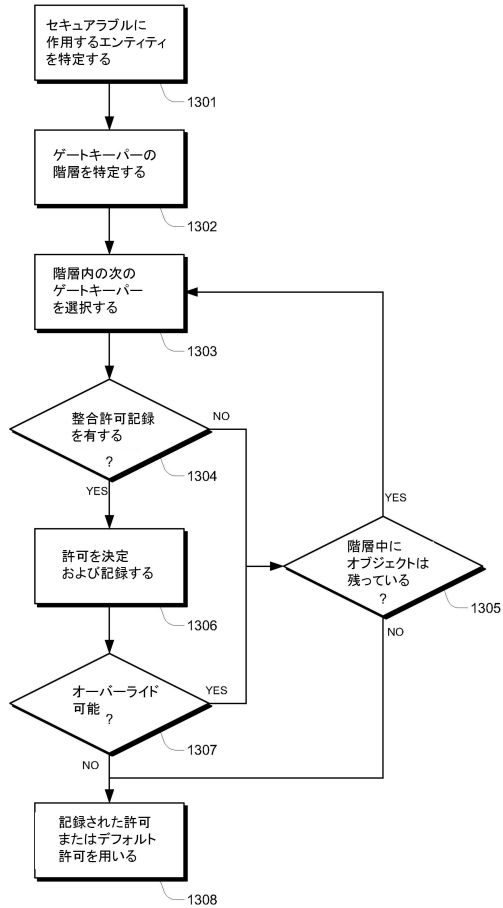 セキュアラブルに
作用するエンティティ
を特定する
1301
ゲートキーパーの
階層を特定する
1302
階層内の次の
ゲートキーパー
を選択する
1303
整合許可記録
を有する
?
1304
NO
YES
許可を決定
および記録する
1306
階層中に
オブジェクトは
残っている
?
1305
YES
NO
オーバーライド
可能
?
1307
YES
NO
記録された許可
またはデフォルト
許可を用いる
1308